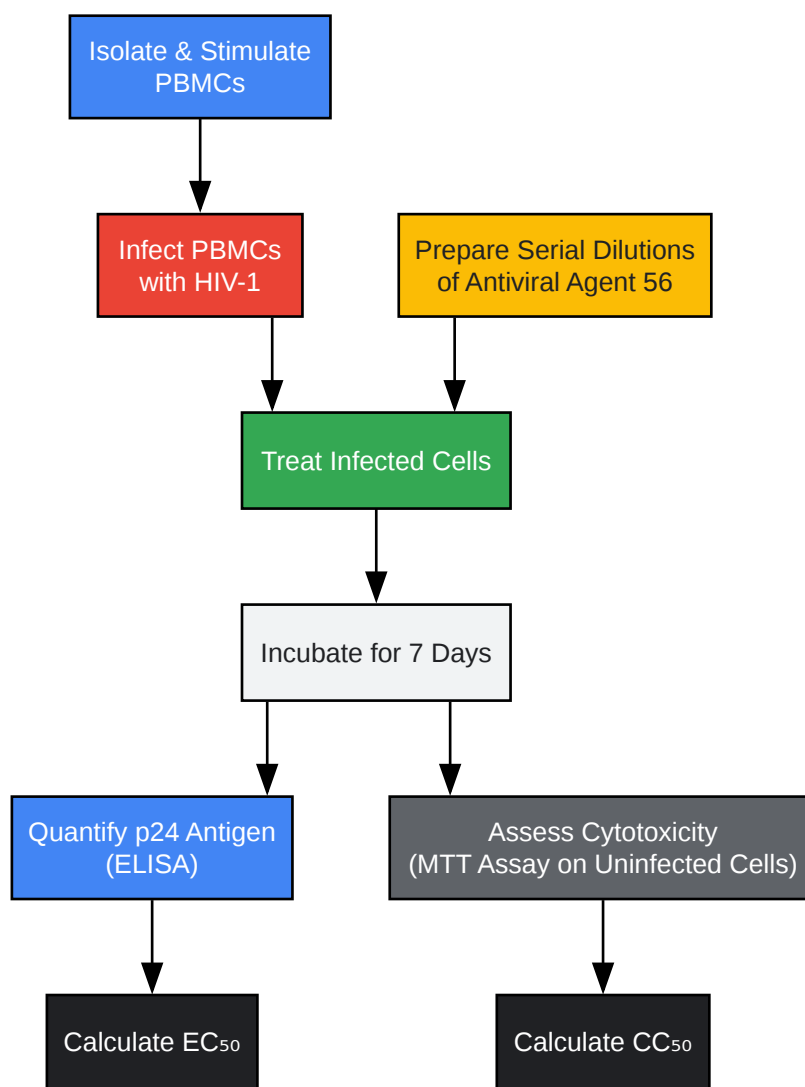 Isolate & Stimulate
PBMCs
Infect PBMCs
with HIV-1
Prepare Serial Dilutions
of Antiviral Agent 56
Treat Infected Cells
Incubate for 7 Days
Quantify p24 Antigen
(ELISA)
Assess Cytotoxicity
(MTT Assay on Uninfected Cells)
Calculate EC₅₀
Calculate CC₅₀